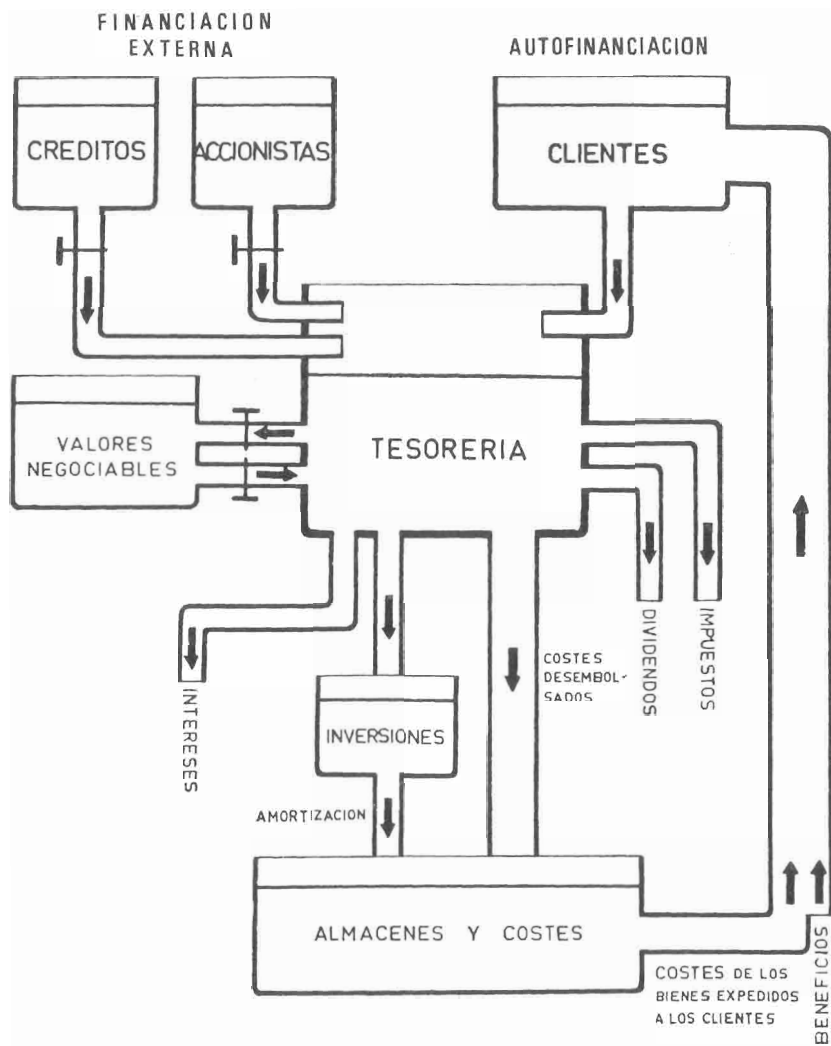 FINANCIACION
EXTERNA
AUTOFINANCIACION
CREDITOS
ACCIONISTAS
CLIENTES
VALORES
NEGOCIABLES
TESORERIA
INTERESES
COSTES
DESEMBOL-
SADOS
DIVIDENDOS
IMPUESTOS
INVERSIONES
AMORTIZACION
ALMACENES Y COSTES
COSTES DE LOS
BIENES EXPEDIDOS
A LOS CLIENTES
BENEFICIOS